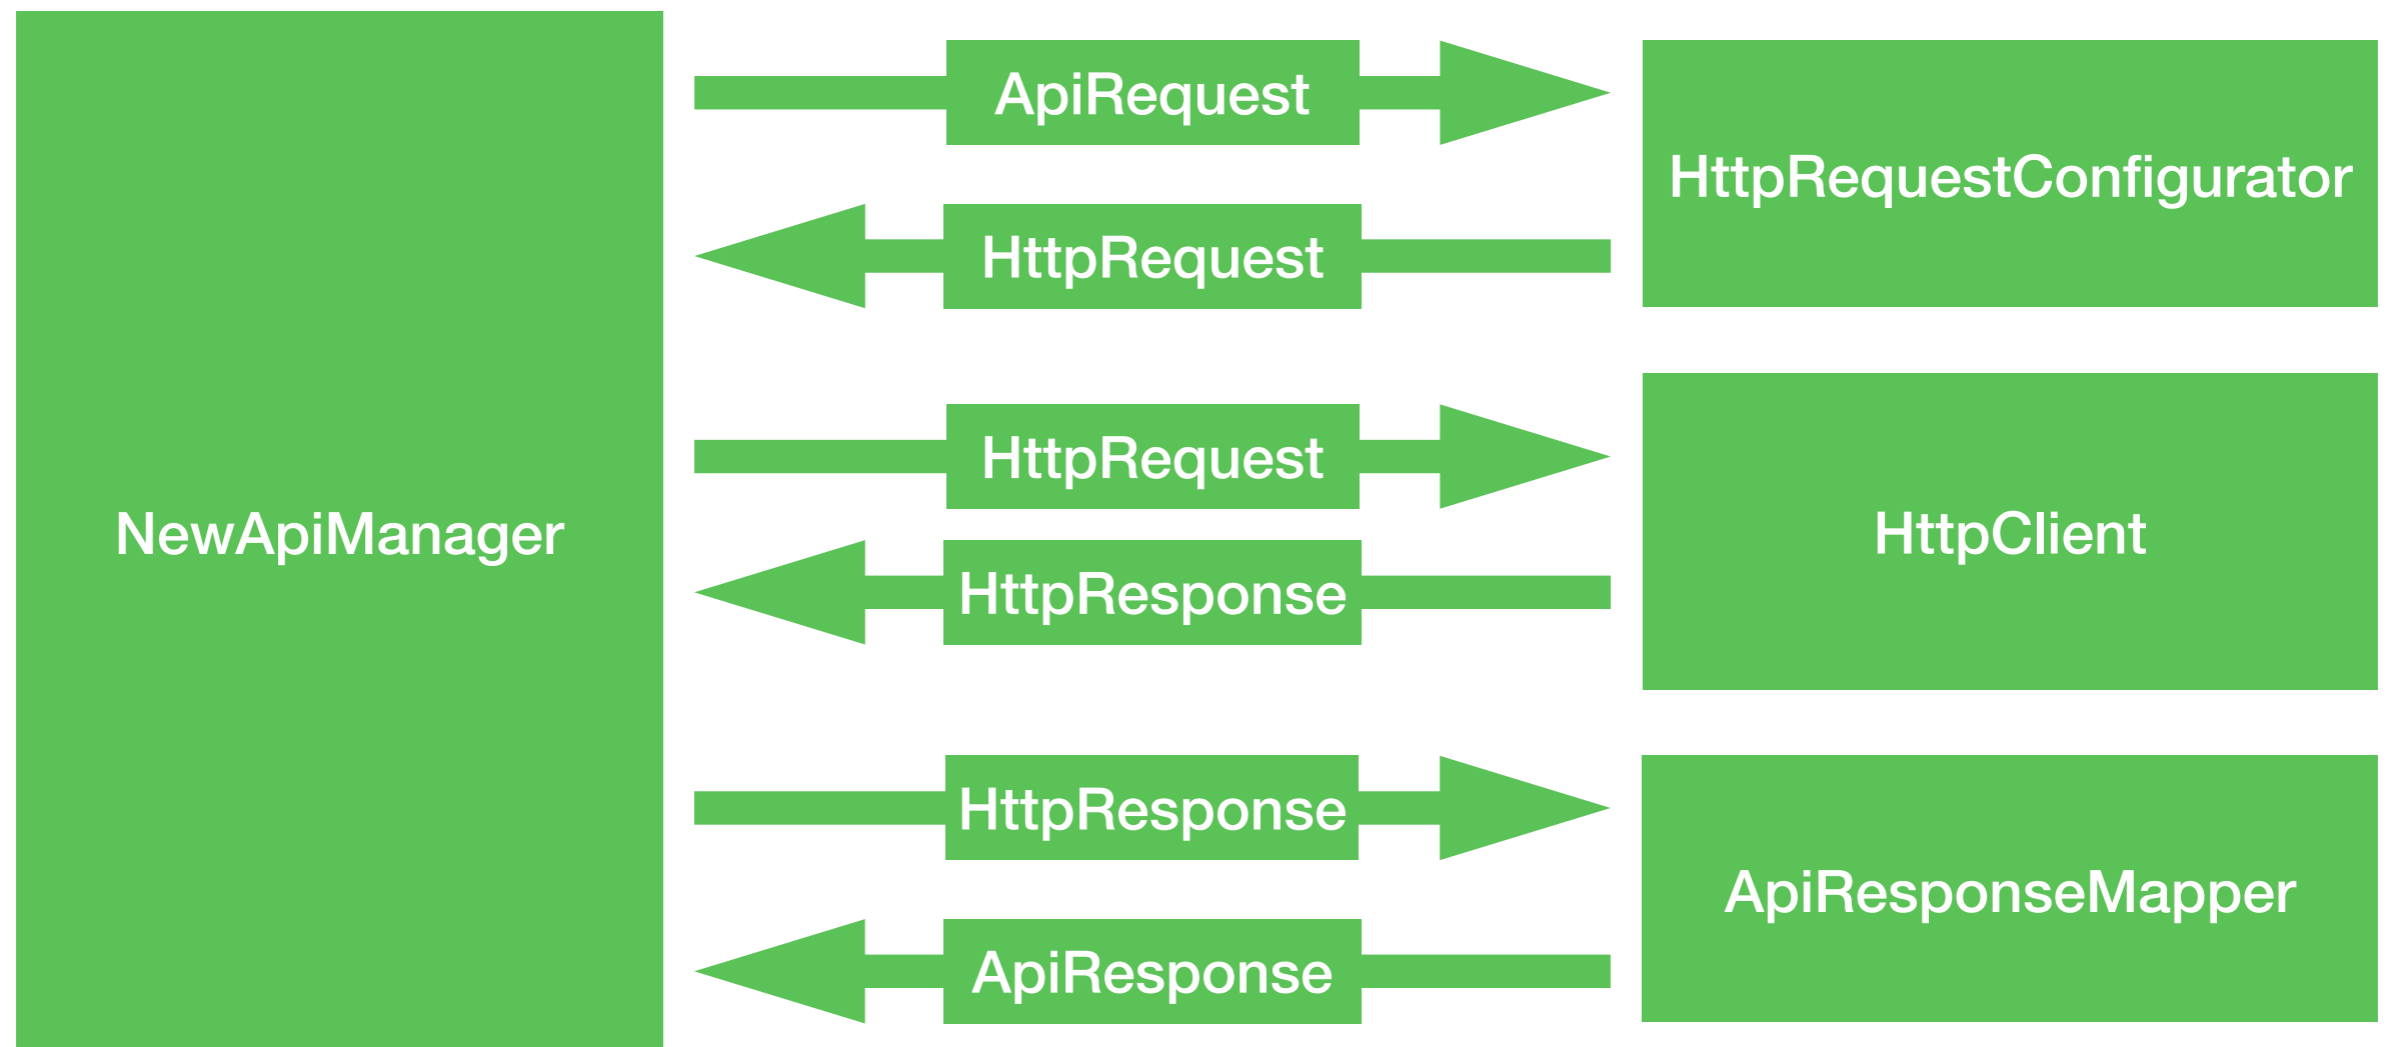 NewApiManager
ApiRequest
HttpRequest
HttpRequestConfigurator
HttpRequest
HttpResponse
HttpClient
HttpResponse
ApiResponse
ApiResponseMapper